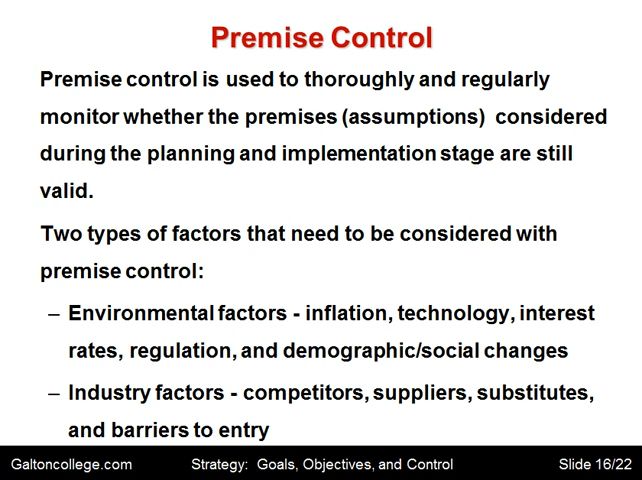 Premise Control
Premise control is used to thoroughly and regularly
monitor whether the premises (assumptions) considered
during the planning and implementation stage are still
valid.
Two types of factors that need to be considered with
premise control:
– Environmental factors - inflation, technology, interest
rates, regulation, and demographic/social changes
– Industry factors - competitors, suppliers, substitutes,
and barriers to entry
Galtoncollege.com Strategy: Goals, Objectives, and Control Slide 16/22